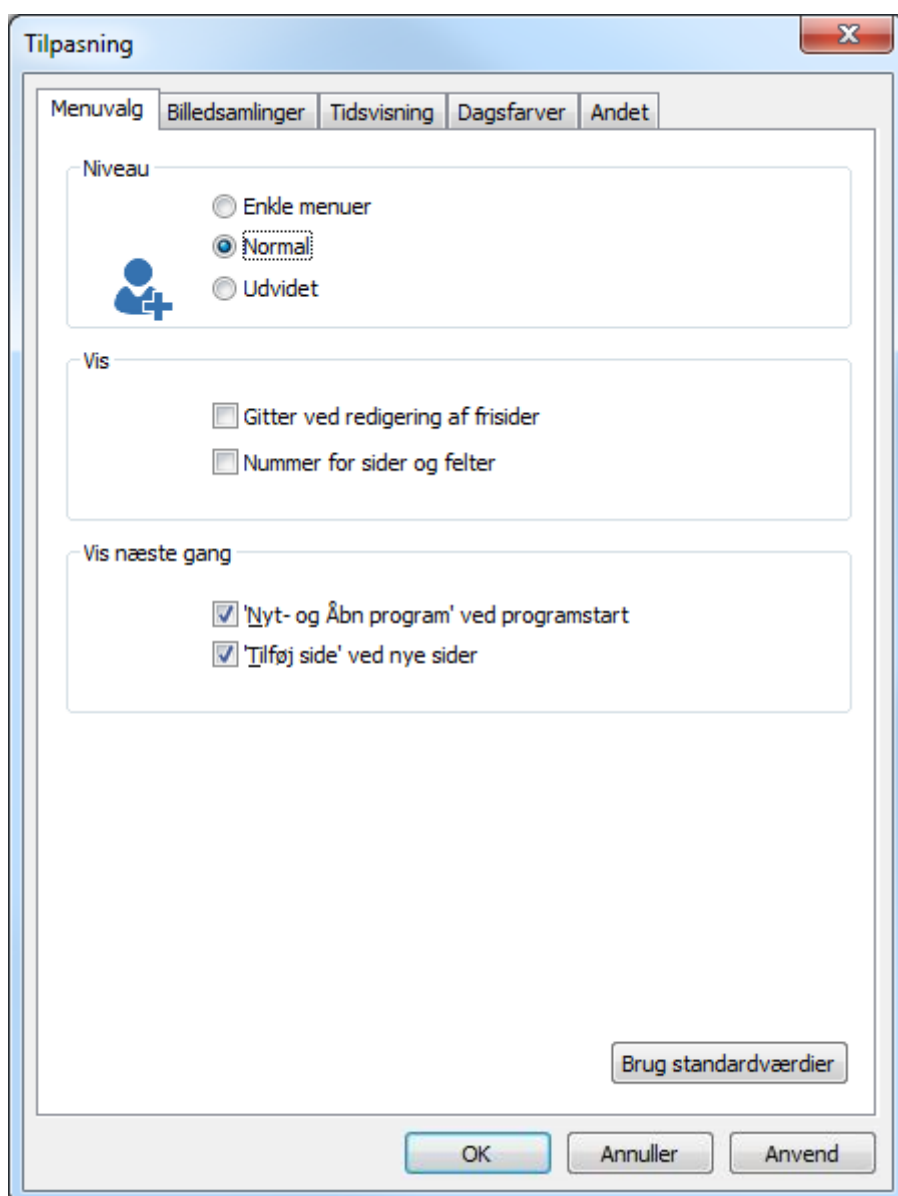 Tilpasning
Menuvalg Billedsamlinger Tidsvisning Dagsfarver Andet
Niveau
Enkle menuer
Normal
Udvidet
Vis
Gitter ved redigering af frisider
Nummer for sider og felter
Vis næste gang
'Nyt- og Åbn program' ved programstart
'Tilføj side' ved nye sider
Brug standardværdier
OK Annuller Anvend